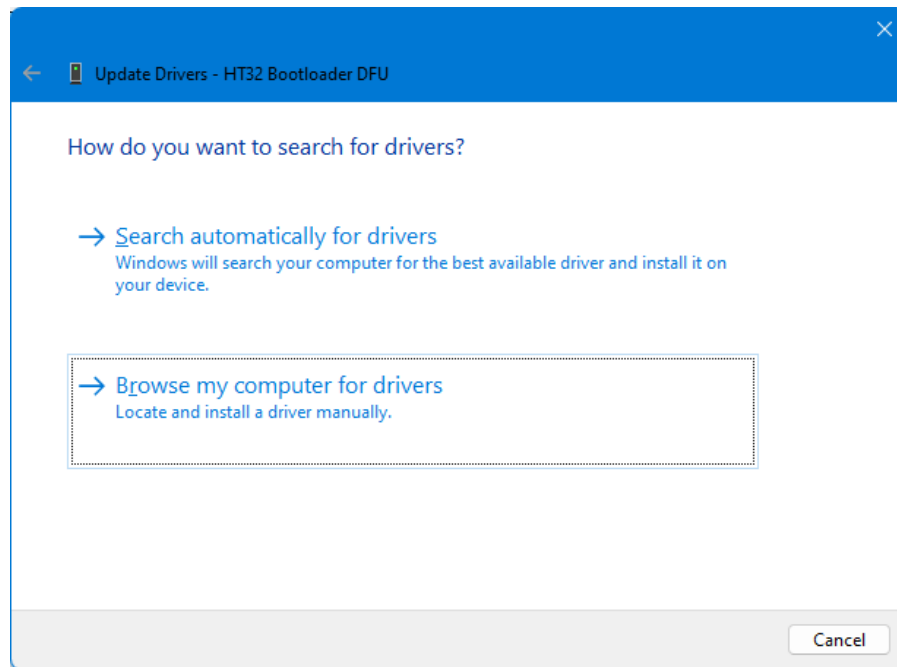 Update Drivers - HT32 Bootloader DFU
How do you want to search for drivers?
Search automatically for drivers
Windows will search your computer for the best available driver and install it on
your device.
Browse my computer for drivers
Locate and install a driver manually.
Cancel